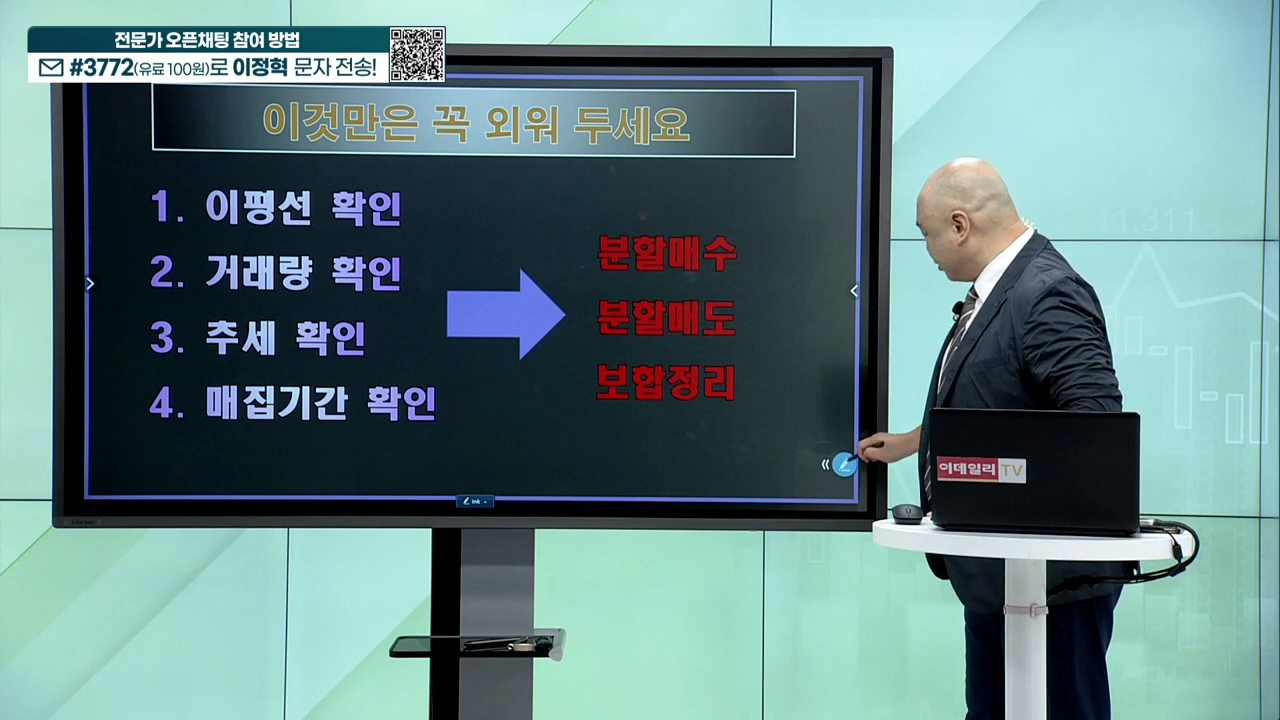 전문가 오픈채팅 참여 방법
#3772(유료 100원)로 이정혁 문자 전송!
이것만은 꼭 외워 두세요
1. 이평선 확인
2. 거래량 확인
3. 추세 확인
4. 매집기간 확인
분할매수
분할매도
보합정리
Ink
이데일리 TV
11,311